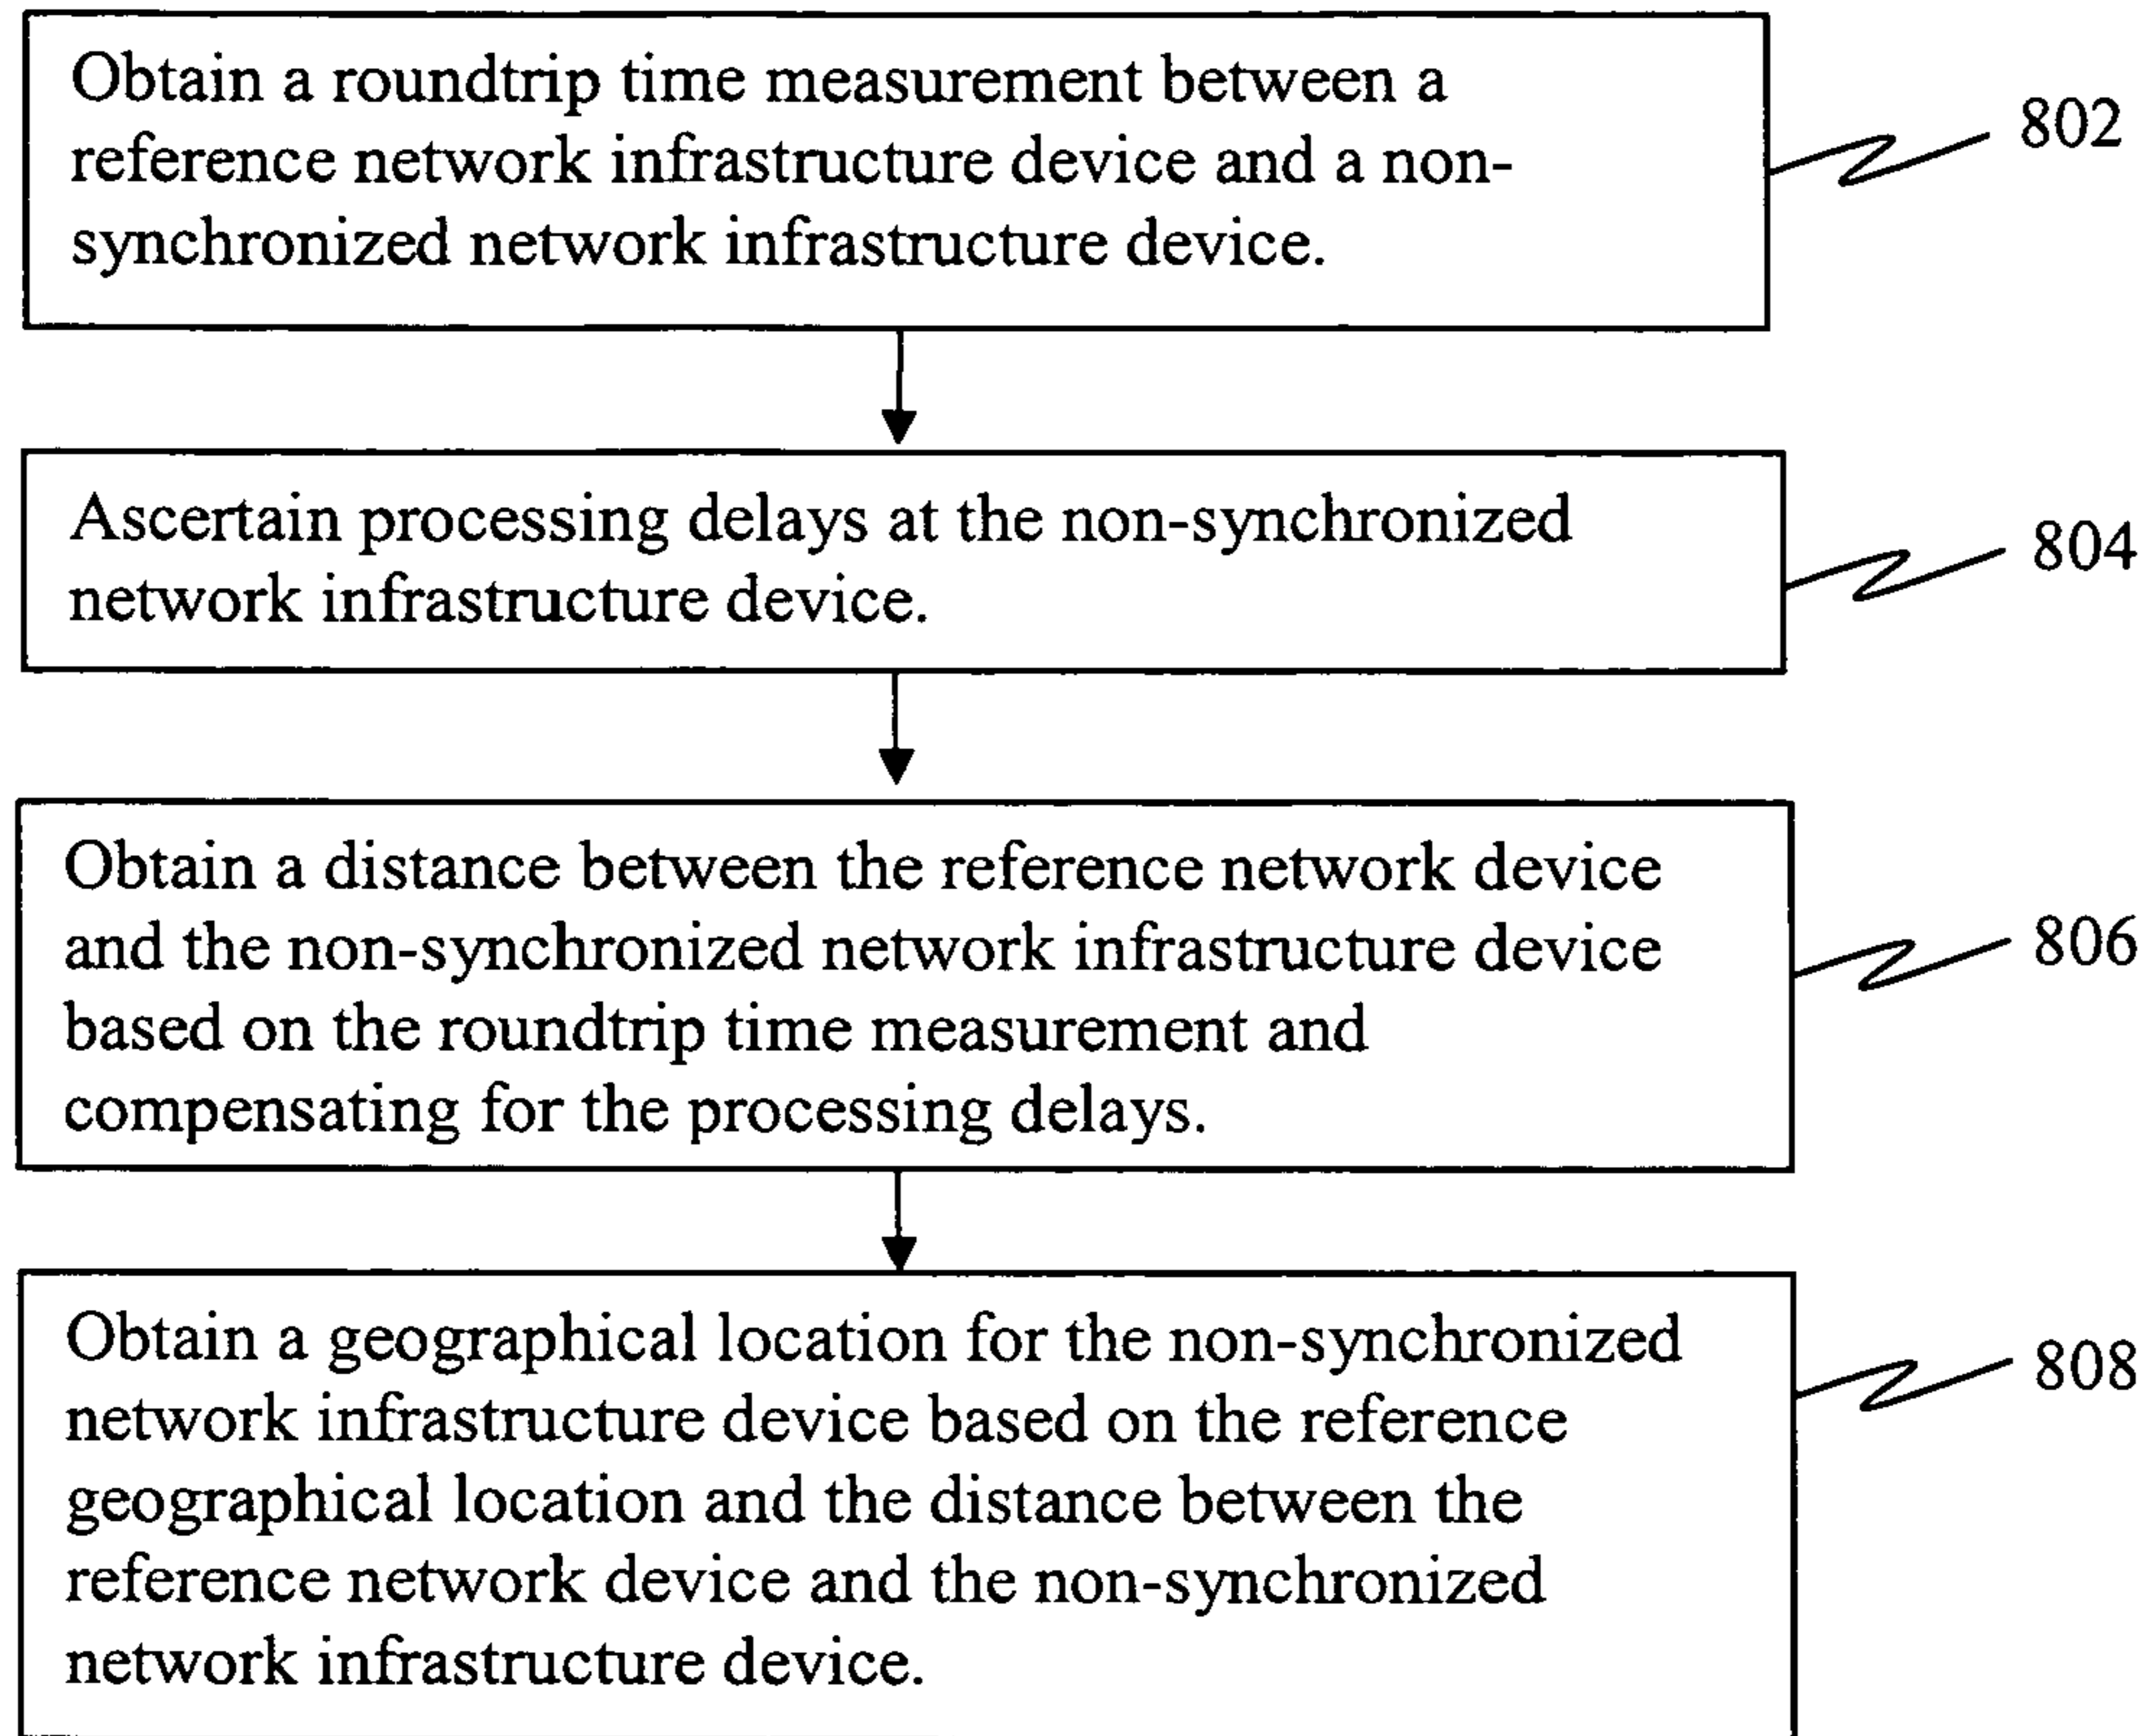 Obtain a roundtrip time measurement between a
reference network infrastructure device and a non-
synchronized network infrastructure device.
802
Ascertain processing delays at the non-synchronized
network infrastructure device.
804
Obtain a distance between the reference network device
and the non-synchronized network infrastructure device
based on the roundtrip time measurement and
compensating for the processing delays.
806
Obtain a geographical location for the non-synchronized
network infrastructure device based on the reference
geographical location and the distance between the
reference network device and the non-synchronized
network infrastructure device.
808